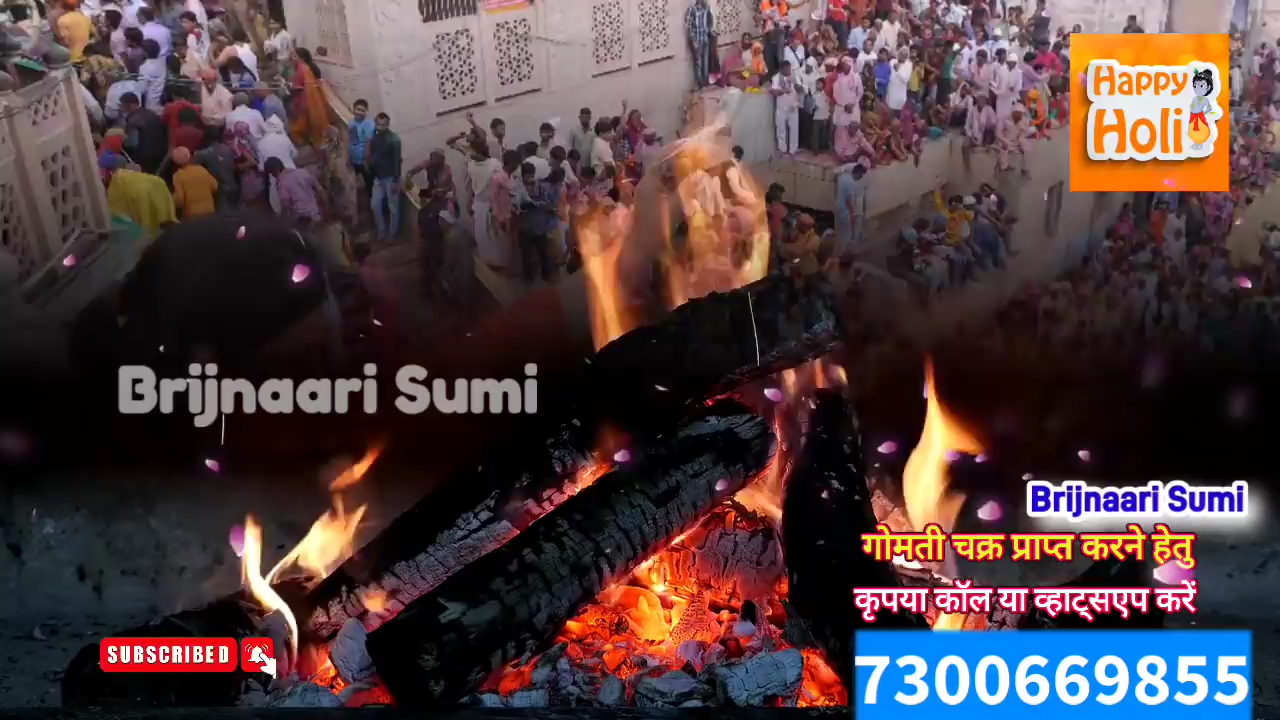 Happy
Holi
Brijnaari Sumi
Brijnaari Sumi
गोमती चक्र प्राप्त करने हेतु
कृपया कॉल या व्हाट्सएप करें
SUBSCRIBED
7300669855